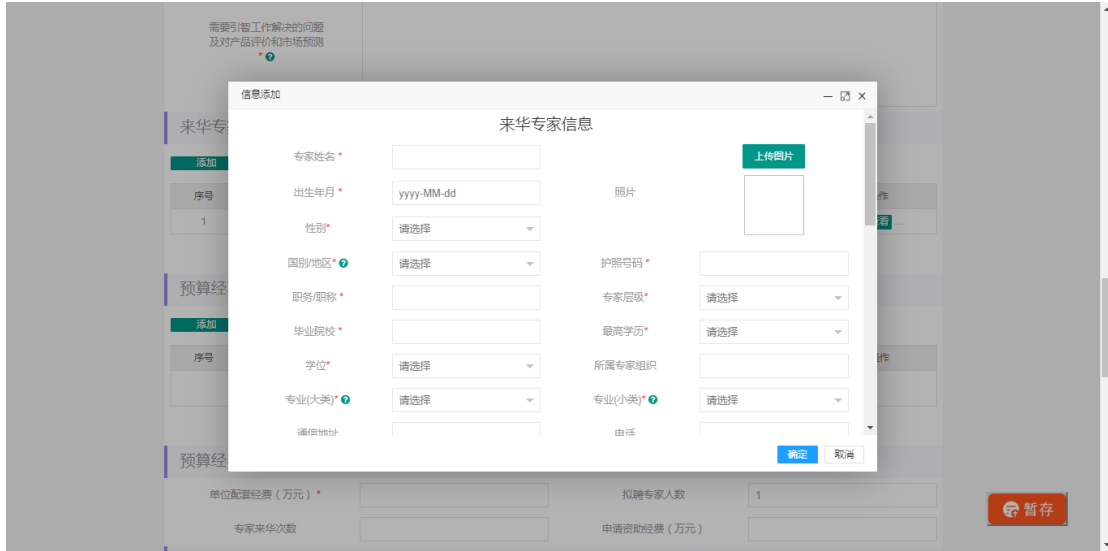 需要引智工作解决的问题
及对产品评价和市场预测
*
信息添加
来华专
来华专家信息
添加
专家姓名 *
上传图片
序号
出生年月 * yyyy-MM-dd 照片
作
1
性别* 请选择
看 ...
国别/地区* 请选择 护照号码 *
预算经
职务/职称 * 专家层级* 请选择
添加
毕业院校 * 最高学历* 请选择
序号
学位* 请选择 所属专家组织
作
专业(大类)* 请选择 专业(小类)* 请选择
通信地址 电话
预算经
确定 取消
单位配套经费（万元）* 拟聘专家人数 1
专家来华次数 申请资助经费（万元）
暂存